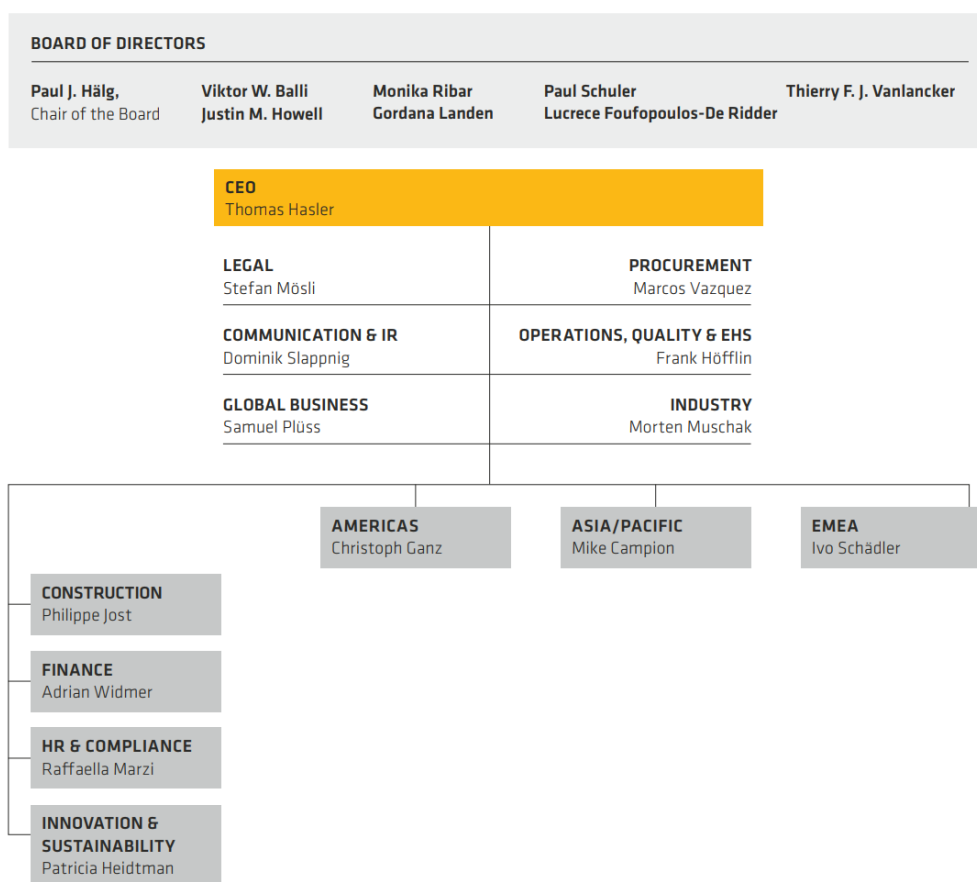 BOARD OF DIRECTORS
Paul J. Hälg,
Chair of the Board
Viktor W. Balli
Justin M. Howell
Monika Ribar
Gordana Landen
Paul Schuler
Lucrece Foufopoulos-De Ridder
Thierry F. J. Vanlancker
CEO
Thomas Hasler
LEGAL
Stefan Mösli
PROCUREMENT
Marcos Vazquez
COMMUNICATION & IR
Dominik Slappnig
OPERATIONS, QUALITY & EHS
Frank Höfflin
GLOBAL BUSINESS
Samuel Plüss
INDUSTRY
Morten Muschak
AMERICAS
Christoph Ganz
ASIA/PACIFIC
Mike Campion
EMEA
Ivo Schädler
CONSTRUCTION
Philippe Jost
FINANCE
Adrian Widmer
HR & COMPLIANCE
Raffaella Marzi
INNOVATION &
SUSTAINABILITY
Patricia Heidtman